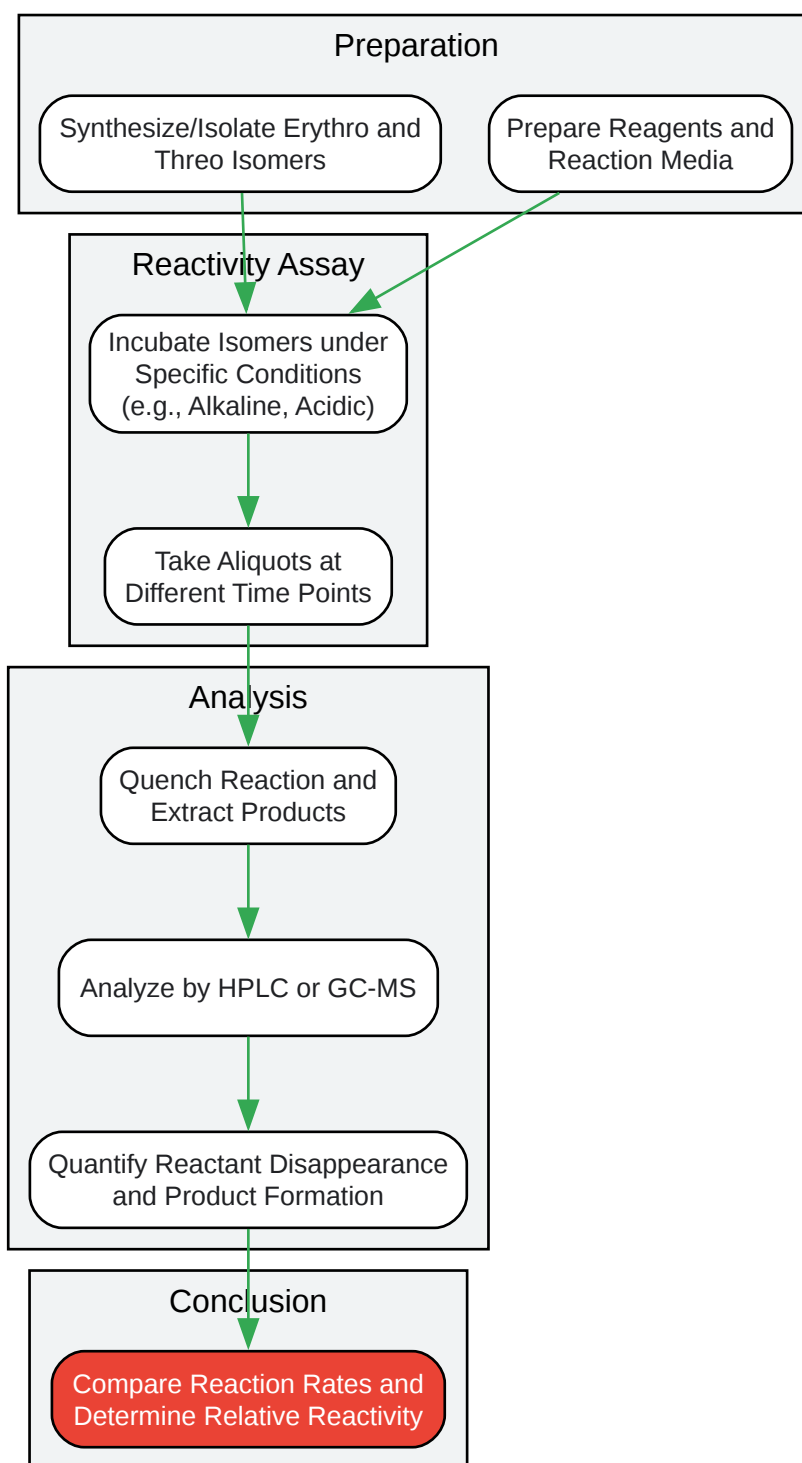 Preparation
Synthesize/Isolate Erythro and
Threo Isomers
Prepare Reagents and
Reaction Media
Reactivity Assay
Incubate Isomers under
Specific Conditions
(e.g., Alkaline, Acidic)
Take Aliquots at
Different Time Points
Analysis
Quench Reaction and
Extract Products
Analyze by HPLC or GC-MS
Quantify Reactant Disappearance
and Product Formation
Conclusion
Compare Reaction Rates and
Determine Relative Reactivity